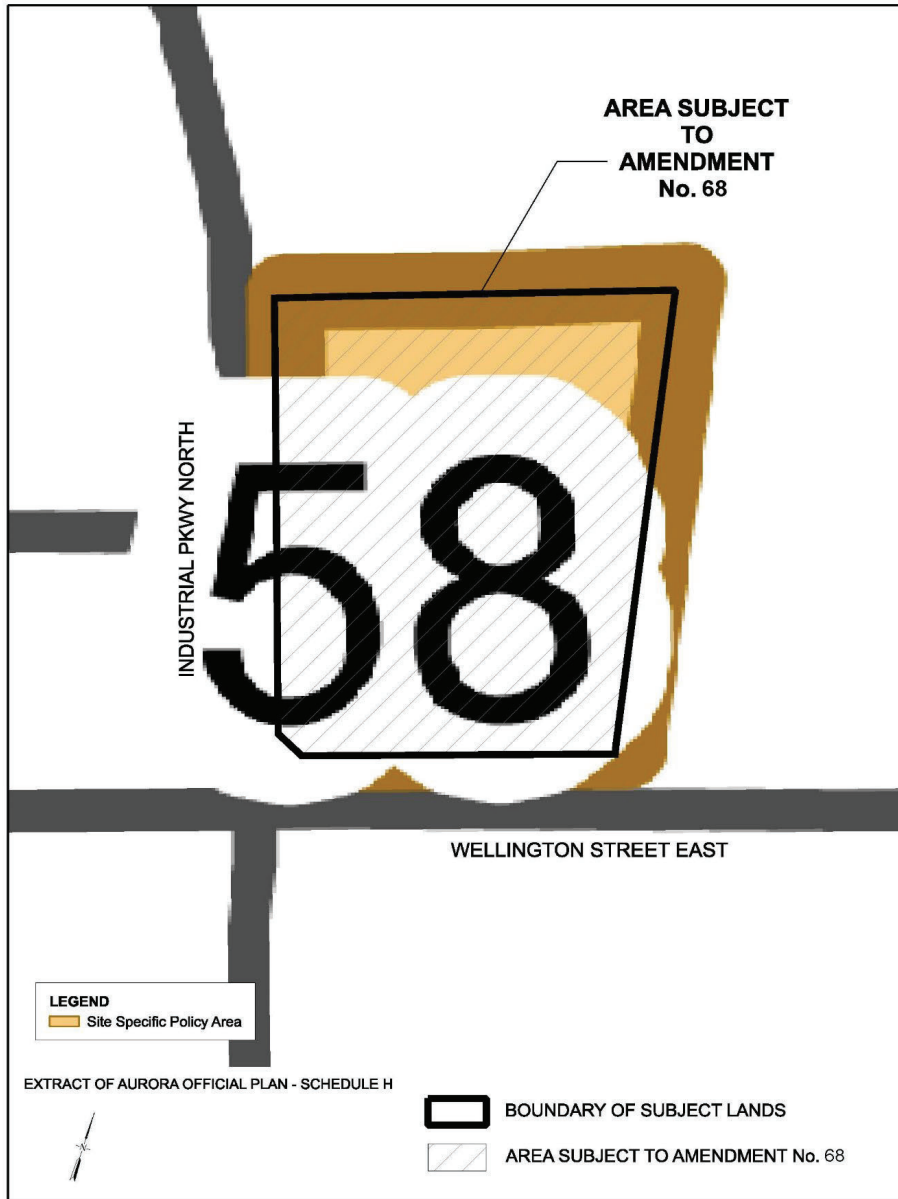 AREA SUBJECT
TO
AMENDMENT
No. 68
INDUSTRIAL PKWY NORTH
58
WELLINGTON STREET EAST
LEGEND
Site Specific Policy Area
EXTRACT OF AURORA OFFICIAL PLAN - SCHEDULE H
N
BOUNDARY OF SUBJECT LANDS
AREA SUBJECT TO AMENDMENT No. 68